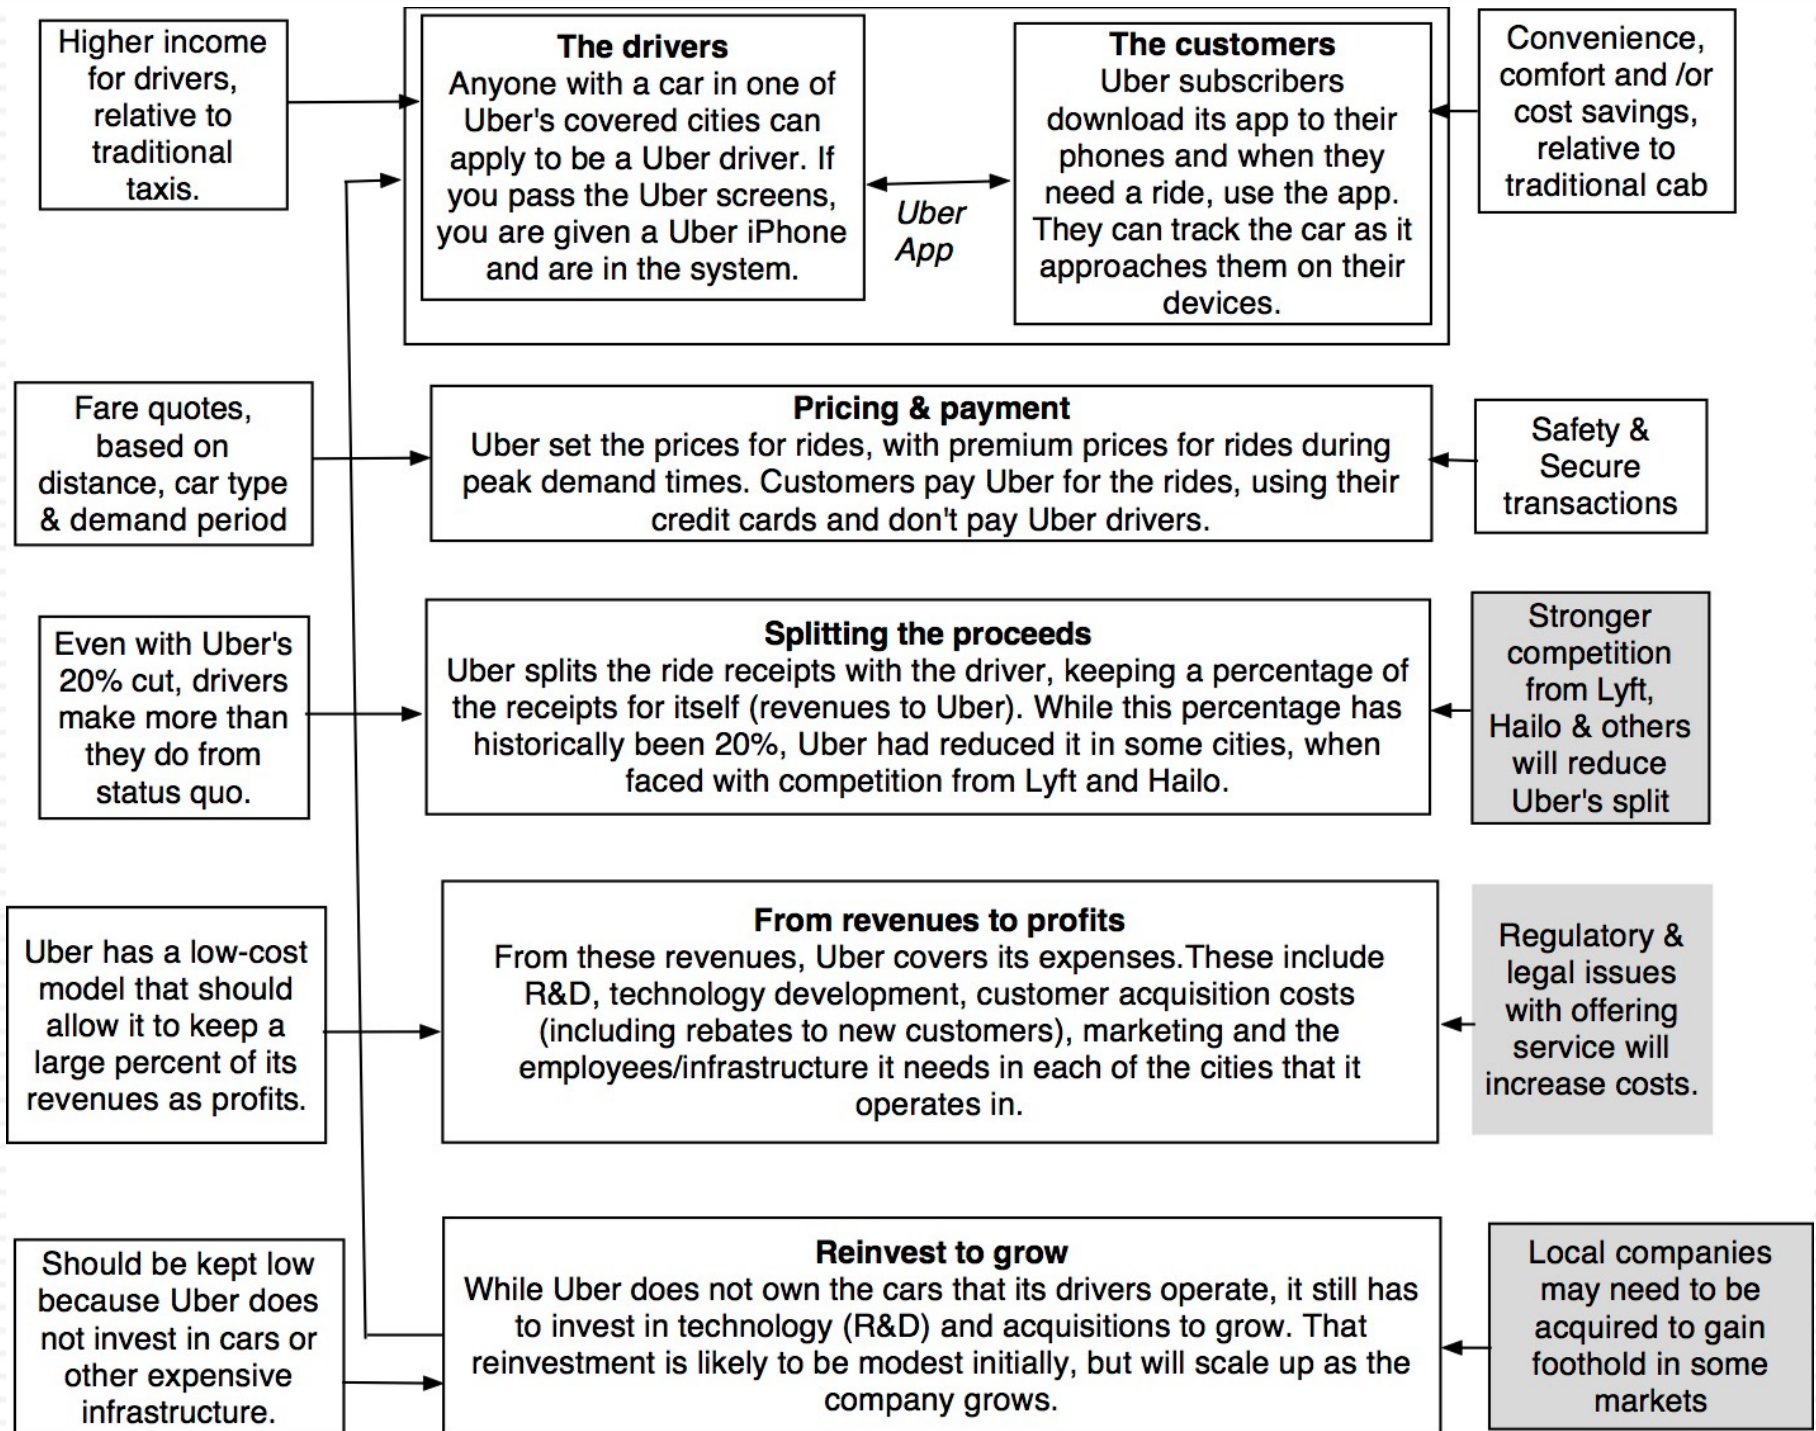 Higher income
for drivers,
relative to
traditional
taxis.
The drivers
Anyone with a car in one of
Uber's covered cities can
apply to be a Uber driver. If
you pass the Uber screens,
you are given a Uber iPhone
and are in the system.
Uber
App
The customers
Uber subscribers
download its app to their
phones and when they
need a ride, use the app.
They can track the car as it
approaches them on their
devices.
Convenience,
comfort and /or
cost savings,
relative to
traditional cab
Fare quotes,
based on
distance, car type
& demand period
Pricing & payment
Uber set the prices for rides, with premium prices for rides during
peak demand times. Customers pay Uber for the rides, using their
credit cards and don't pay Uber drivers.
Safety &
Secure
transactions
Even with Uber's
20% cut, drivers
make more than
they do from
status quo.
Splitting the proceeds
Uber splits the ride receipts with the driver, keeping a percentage of
the receipts for itself (revenues to Uber). While this percentage has
historically been 20%, Uber had reduced it in some cities, when
faced with competition from Lyft and Hailo.
Stronger
competition
from Lyft,
Hailo & others
will reduce
Uber's split
Uber has a low-cost
model that should
allow it to keep a
large percent of its
revenues as profits.
From revenues to profits
From these revenues, Uber covers its expenses.These include
R&D, technology development, customer acquisition costs
(including rebates to new customers), marketing and the
employees/infrastructure it needs in each of the cities that it
operates in.
Regulatory &
legal issues
with offering
service will
increase costs.
Should be kept low
because Uber does
not invest in cars or
other expensive
infrastructure.
Reinvest to grow
While Uber does not own the cars that its drivers operate, it still has
to invest in technology (R&D) and acquisitions to grow. That
reinvestment is likely to be modest initially, but will scale up as the
company grows.
Local companies
may need to be
acquired to gain
foothold in some
markets